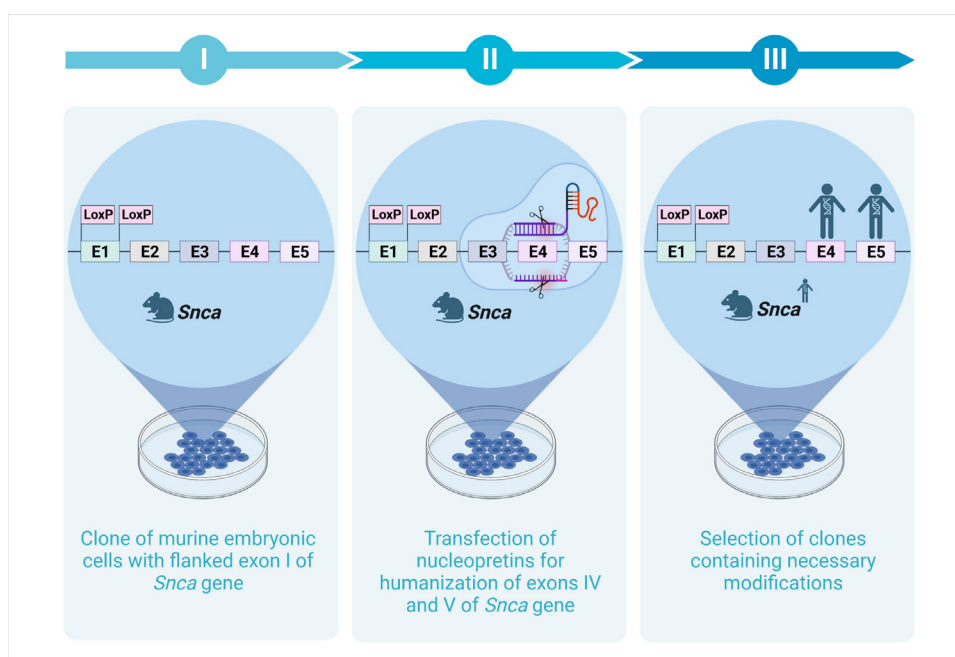 I
II
III
LoxP LoxP
E1 E2 E3 E4 E5
Snca
LoxP LoxP
E1 E2 E3 E4 E5
Snca
LoxP LoxP
E1 E2 E3 E4 E5
Snca
Clone of murine embryonic
cells with flanked exon I of
Snca gene
Transfection of
nucleopretins for
humanization of exons IV
and V of Snca gene
Selection of clones
containing necessary
modifications